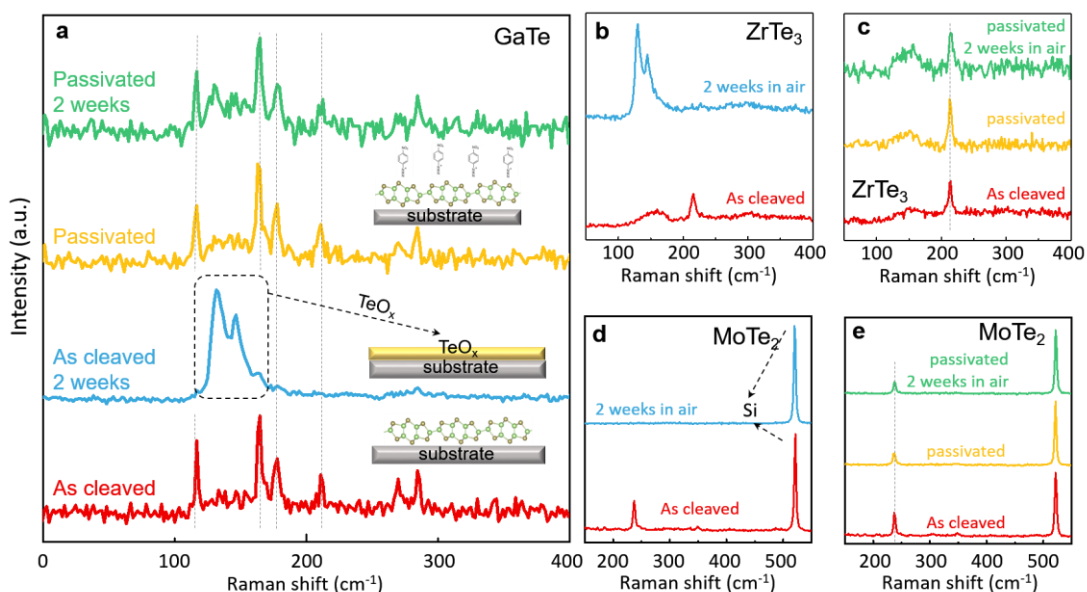 a
GaTe
Passivated
2 weeks
substrate
Passivated
TeOₓ
As cleaved
2 weeks
TeOₓ
substrate
substrate
As cleaved
0
100
200
300
400
Raman shift (cm⁻¹)
Intensity (a.u.)
b
ZrTe₃
2 weeks in air
As cleaved
100
200
300
400
Raman shift (cm⁻¹)
c
passivated
2 weeks in air
passivated
ZrTe₃
As cleaved
100
200
300
400
Raman shift (cm⁻¹)
d
MoTe₂
2 weeks in air
Si
As cleaved
200
300
400
500
Raman shift (cm⁻¹)
e
MoTe₂
passivated
2 weeks in air
passivated
As cleaved
200
300
400
500
Raman shift (cm⁻¹)